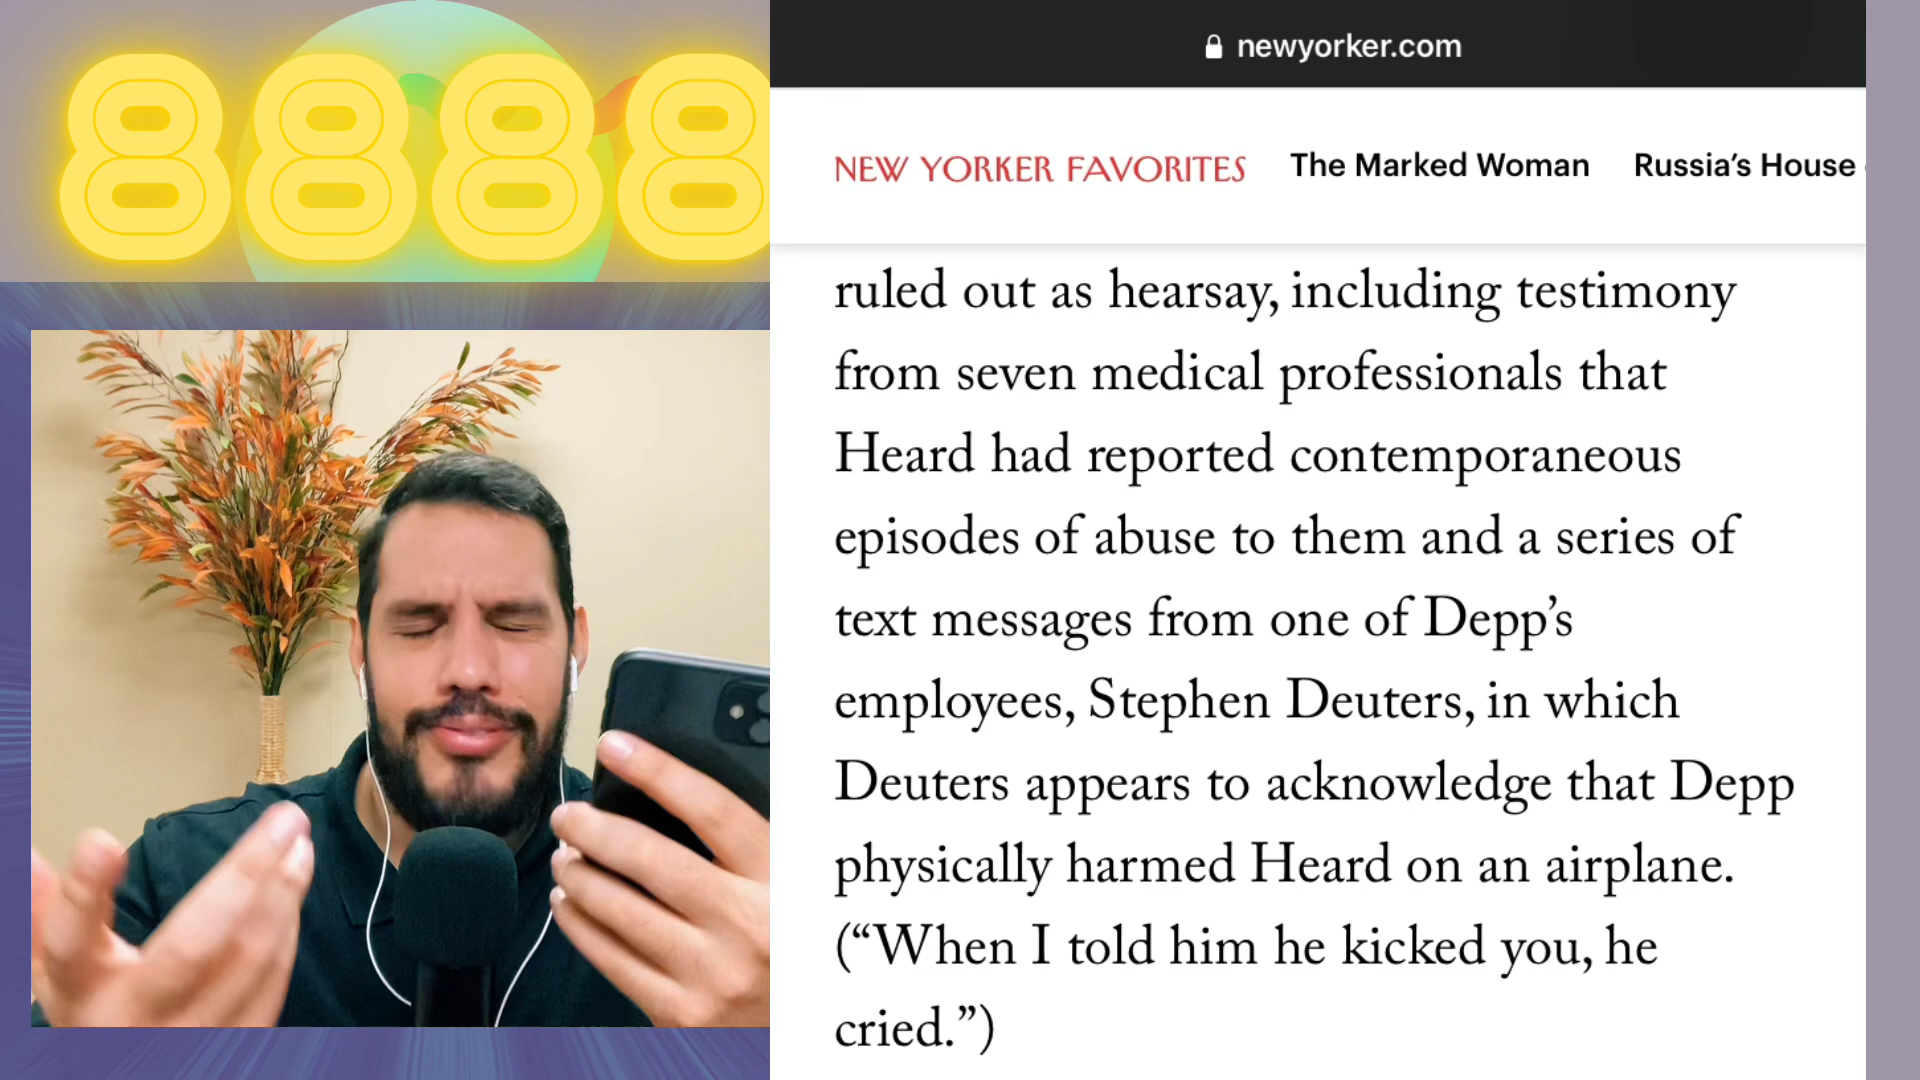 8888
newyorker.com
NEW YORKER FAVORITES The Marked Woman Russia's House
ruled out as hearsay, including testimony
from seven medical professionals that
Heard had reported contemporaneous
episodes of abuse to them and a series of
text messages from one of Depp’s
employees, Stephen Deuters, in which
Deuters appears to acknowledge that Depp
physically harmed Heard on an airplane.
(“When I told him he kicked you, he
cried.”)